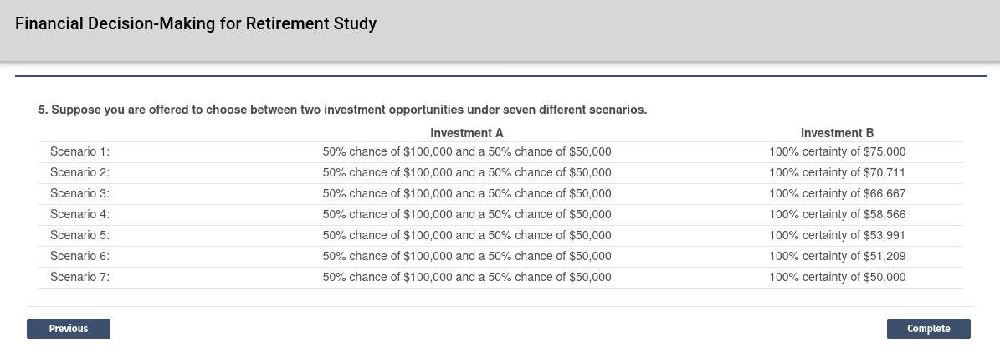 Financial Decision-Making for Retirement Study
5. Suppose you are offered to choose between two investment opportunities under seven different scenarios.
Investment A Investment B
Scenario 1: 50% chance of $100,000 and a 50% chance of $50,000 100% certainty of $75,000
Scenario 2: 50% chance of $100,000 and a 50% chance of $50,000 100% certainty of $70,711
Scenario 3: 50% chance of $100,000 and a 50% chance of $50,000 100% certainty of $66,667
Scenario 4: 50% chance of $100,000 and a 50% chance of $50,000 100% certainty of $58,566
Scenario 5: 50% chance of $100,000 and a 50% chance of $50,000 100% certainty of $53,991
Scenario 6: 50% chance of $100,000 and a 50% chance of $50,000 100% certainty of $51,209
Scenario 7: 50% chance of $100,000 and a 50% chance of $50,000 100% certainty of $50,000
Previous Complete